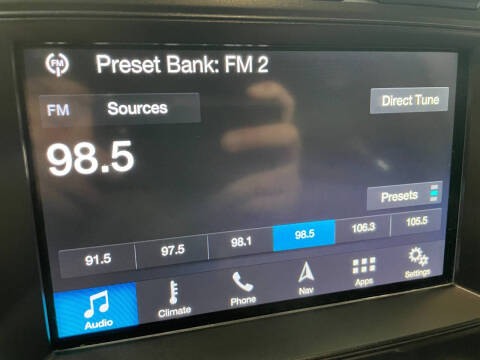 FM
Preset Bank: FM 2
FM Sources
Direct Tune
98.5
Presets
91.5 97.5 98.1 98.5 106.3 105.5
Audio Climate Phone Nav Apps Settings